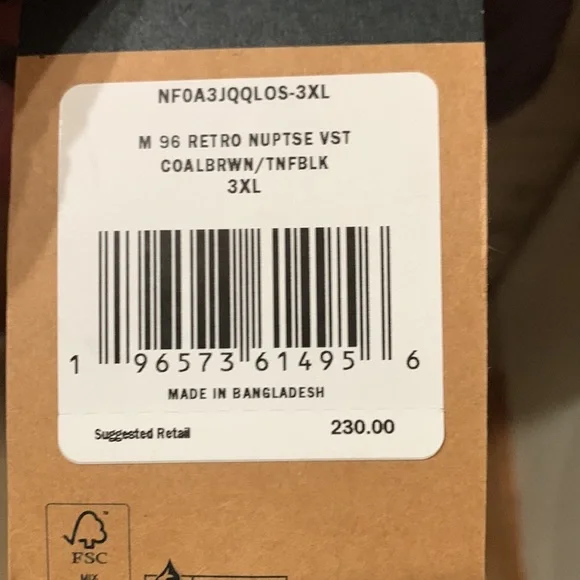 NF0A3JQQLOS-3XL
M 96 RETRO NUPTSE VST
COALBRWN/TNFBLK
3XL
1 96573 61495 6
MADE IN BANGLADESH
Suggested Retail 230.00
FSC
MIX